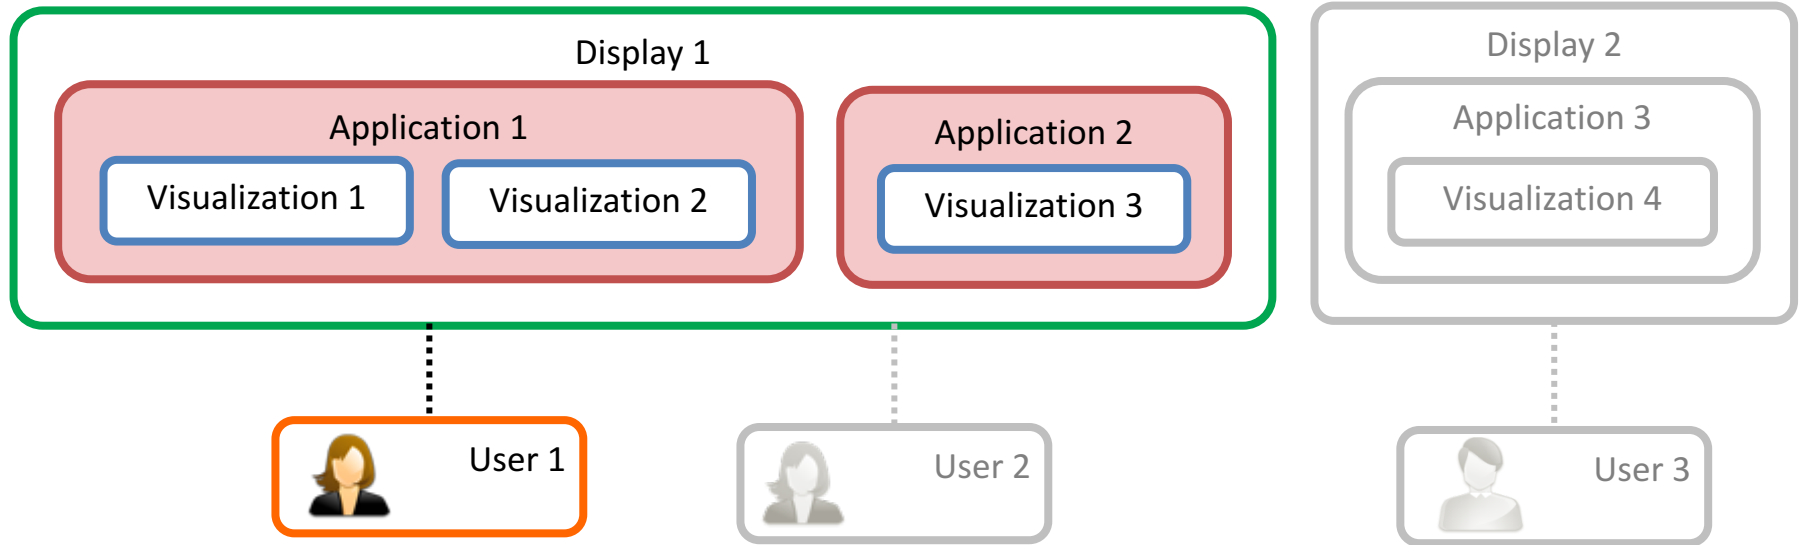 Display 1
Application 1
Visualization 1
Visualization 2
Application 2
Visualization 3
Display 2
Application 3
Visualization 4
User 1
User 2
User 3